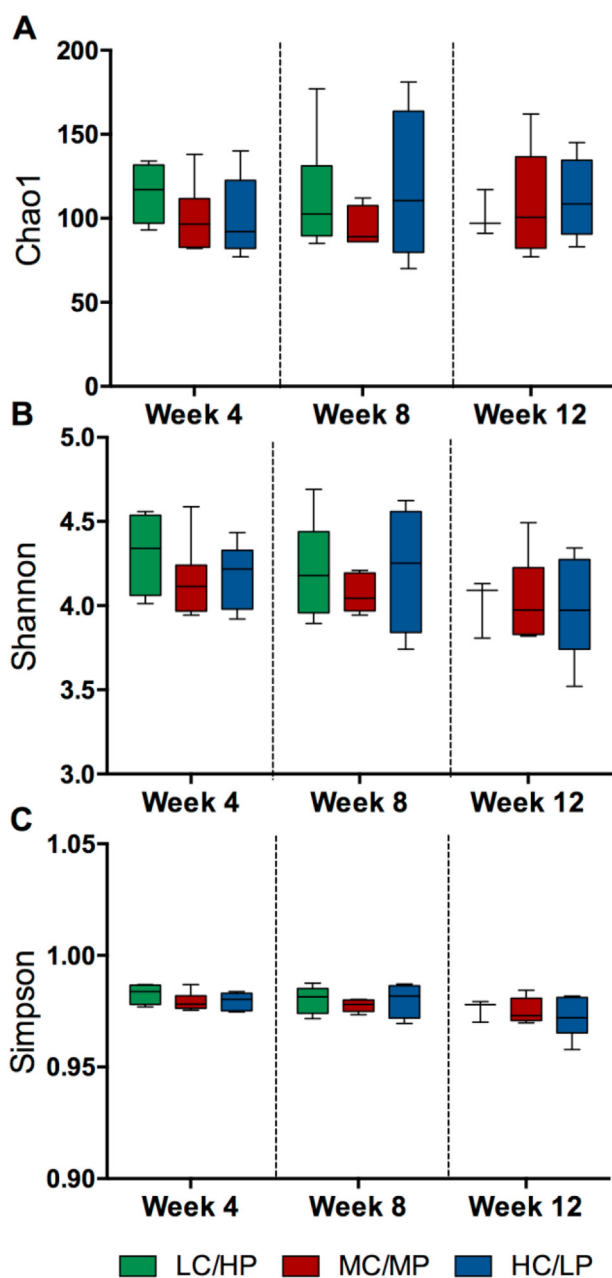 A
Chao1
200
150
100
50
0
Week 4 Week 8 Week 12
B
Shannon
5.0
4.5
4.0
3.5
3.0
Week 4 Week 8 Week 12
C
Simpson
1.05
1.00
0.95
0.90
Week 4 Week 8 Week 12
LC/HP MC/MP HC/LP